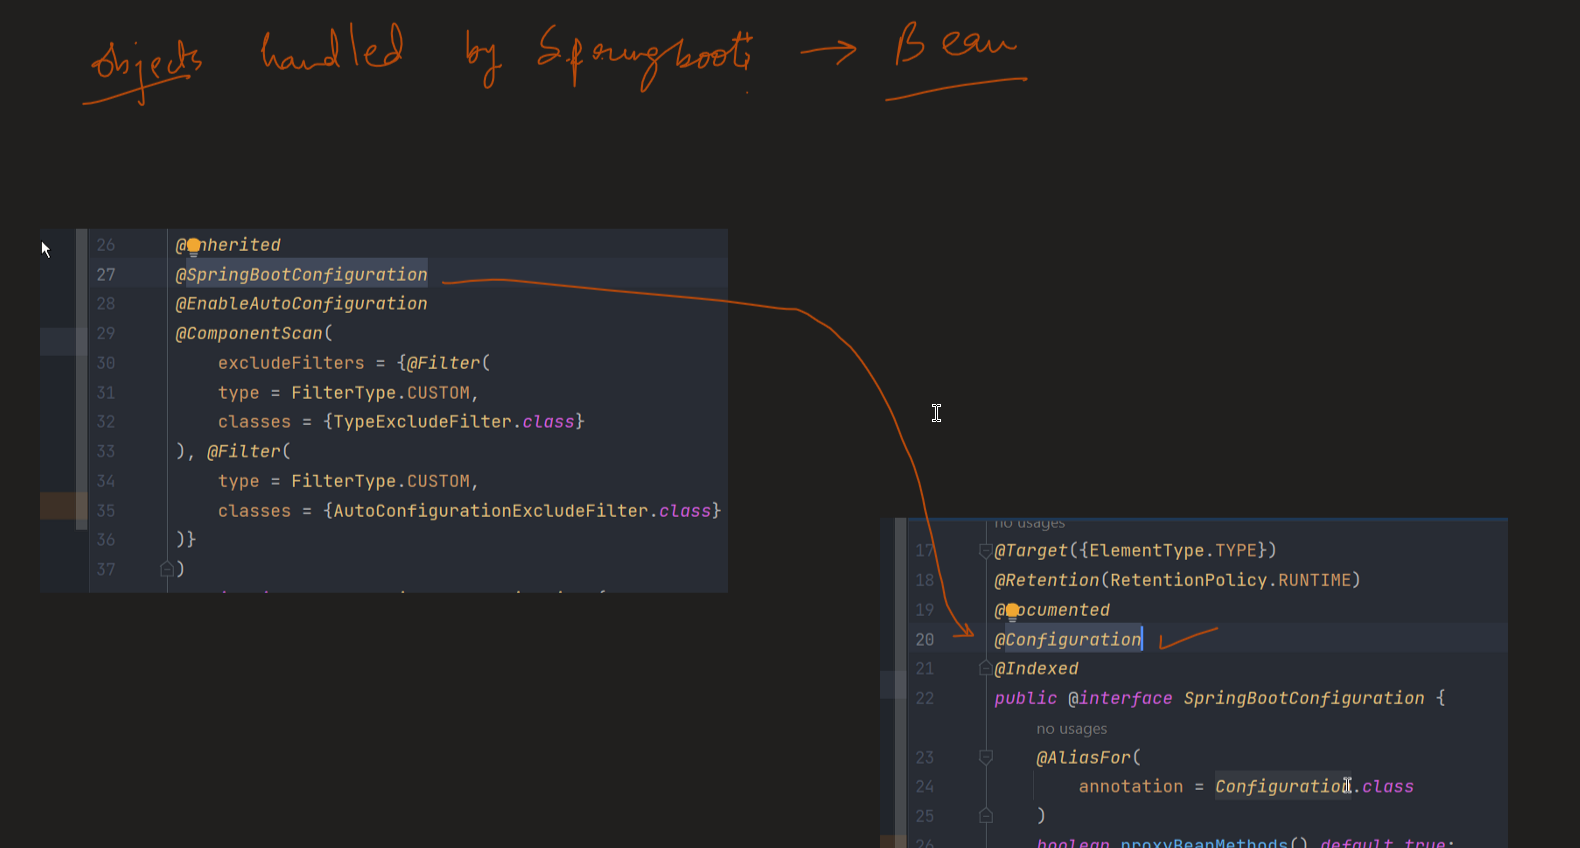 objects handled by Springboot → Bean
26 @Inherited
27 @SpringBootConfiguration
28 @EnableAutoConfiguration
29 @ComponentScan(
30 excludeFilters = {@Filter(
31 type = FilterType.CUSTOM,
32 classes = {TypeExcludeFilter.class}
33 ), @Filter(
34 type = FilterType.CUSTOM,
35 classes = {AutoConfigurationExcludeFilter.class}
36 )}
37 )
no usages
17 @Target({ElementType.TYPE})
18 @Retention(RetentionPolicy.RUNTIME)
19 @Documented
20 @Configuration
21 @Indexed
22 public @interface SpringBootConfiguration {
no usages
23 @AliasFor(
24 annotation = Configuration.class
25 )
26 boolean proxyBeanMethods() default true;